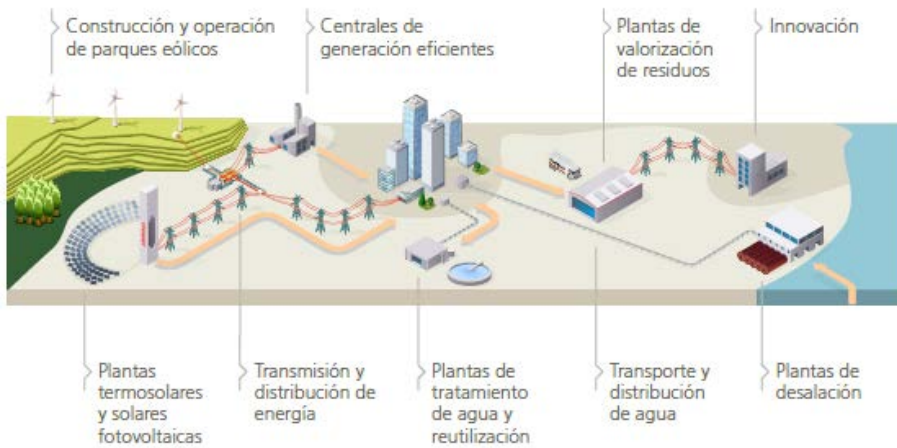 Construcción y operación
de parques eólicos
Centrales de
generación eficientes
Plantas de
valorización
de residuos
Innovación
Plantas
termosolares
y solares
fotovoltaicas
Transmisión y
distribución de
energía
Plantas de
tratamiento
de agua y
reutilización
Transporte y
distribución
de agua
Plantas de
desalación